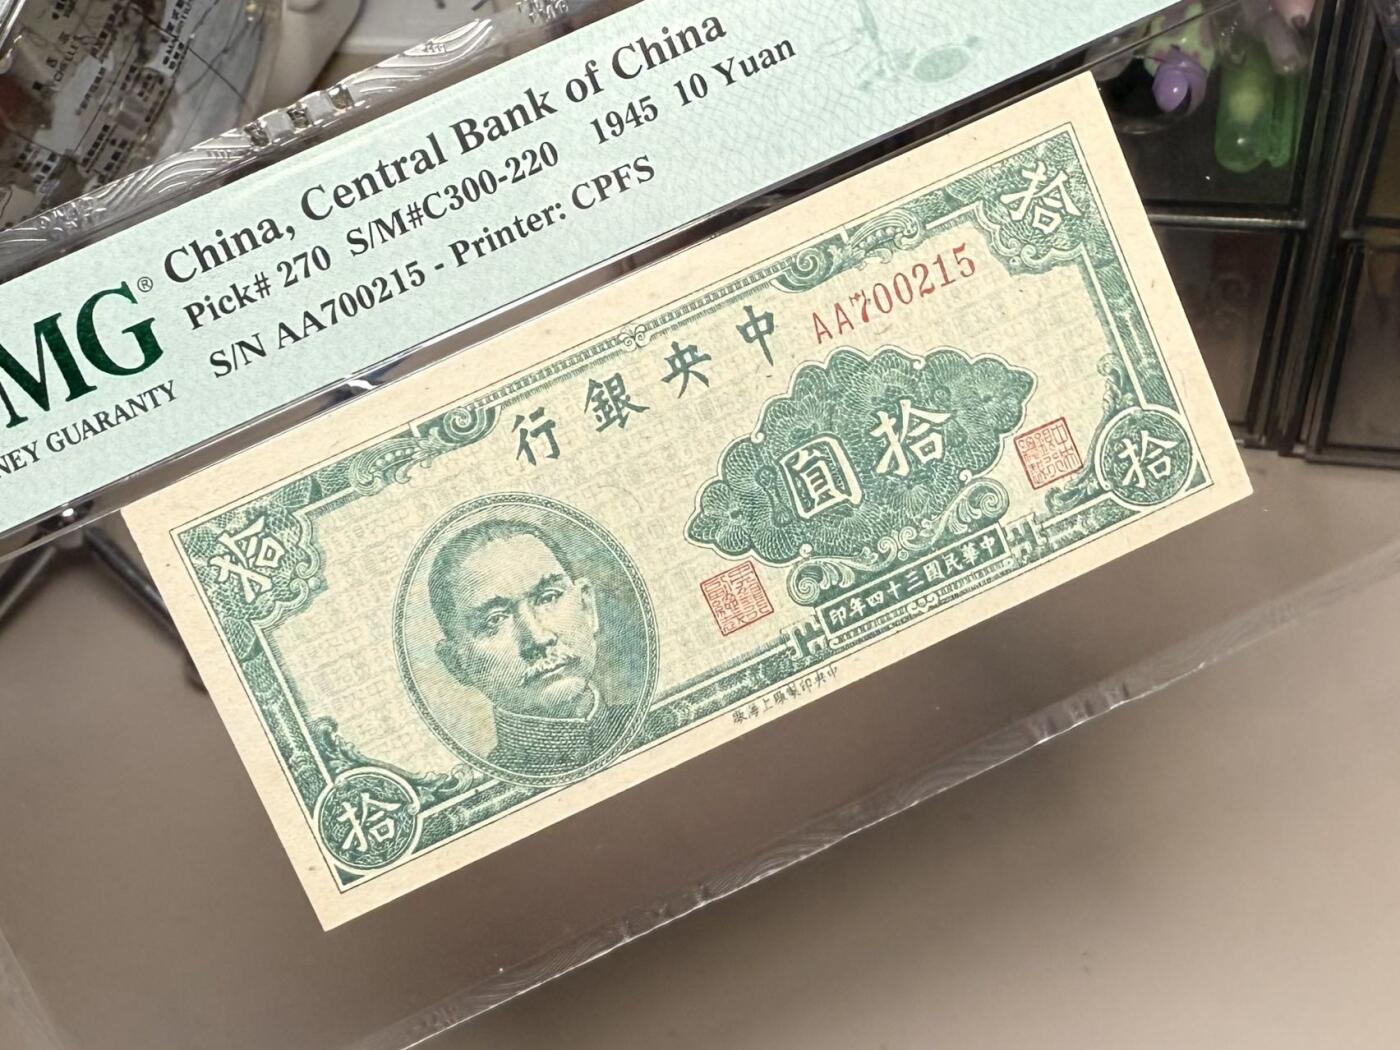 China, Central Bank of China
Pick# 270 S/M#C300-220 1945 10 Yuan
S/N AA700215 - Printer: CPFS
MG®
NEY GUARANTY
拾
拾
AA700215
行銀央中
圓拾
印年四十三國民華中
拾
拾
廠上海廠製印央中